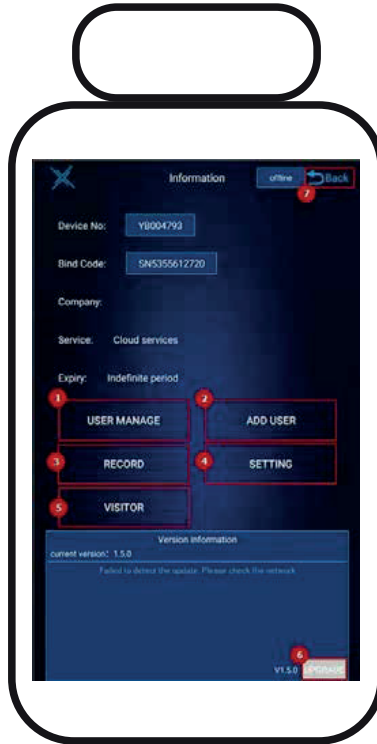 Information
offline
Back
7
Device No: YB004793
Bind Code: SN5355612720
Company:
Service: Cloud services
Expiry: Indefinite period
1
2
USER MANAGE
ADD USER
3
4
RECORD
SETTING
5
VISITOR
Version information
current version: 1.5.0
Failed to detect the update. Please check the network
6
V1.5.0 UPGRADE